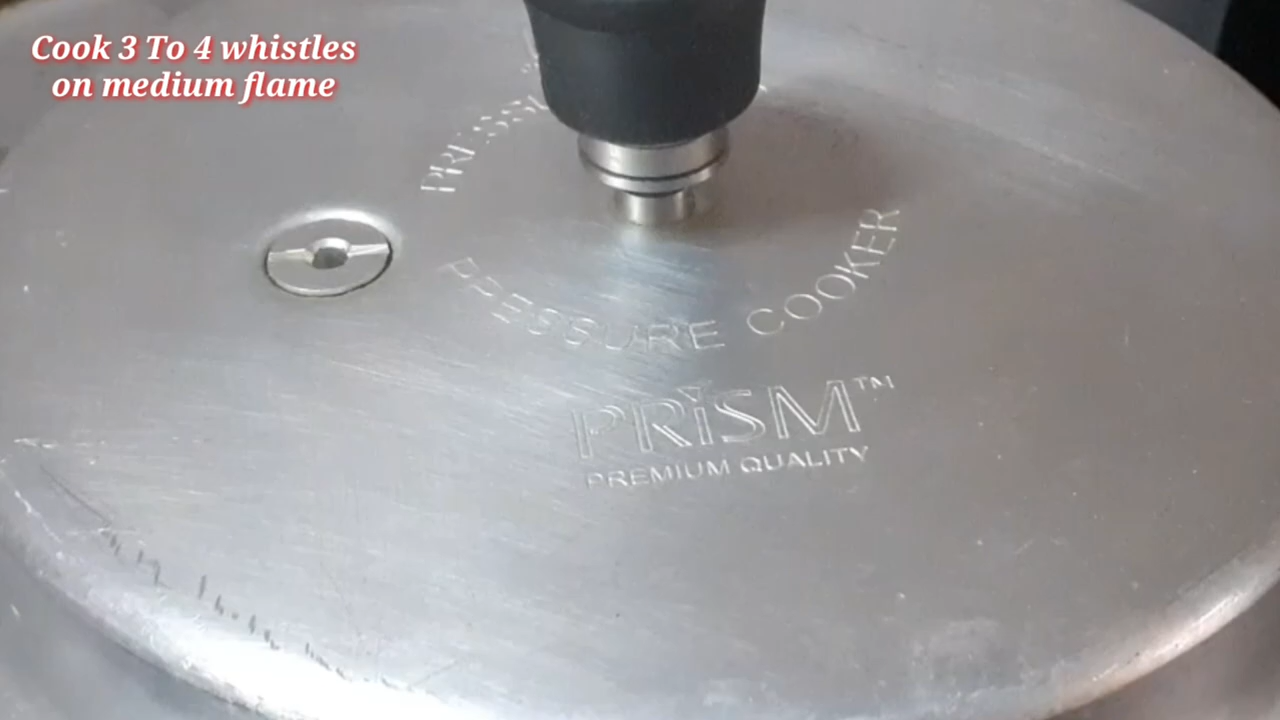 Cook 3 To 4 whistles
on medium flame
PRESSURE COOKER
PRiSM™
PREMIUM QUALITY